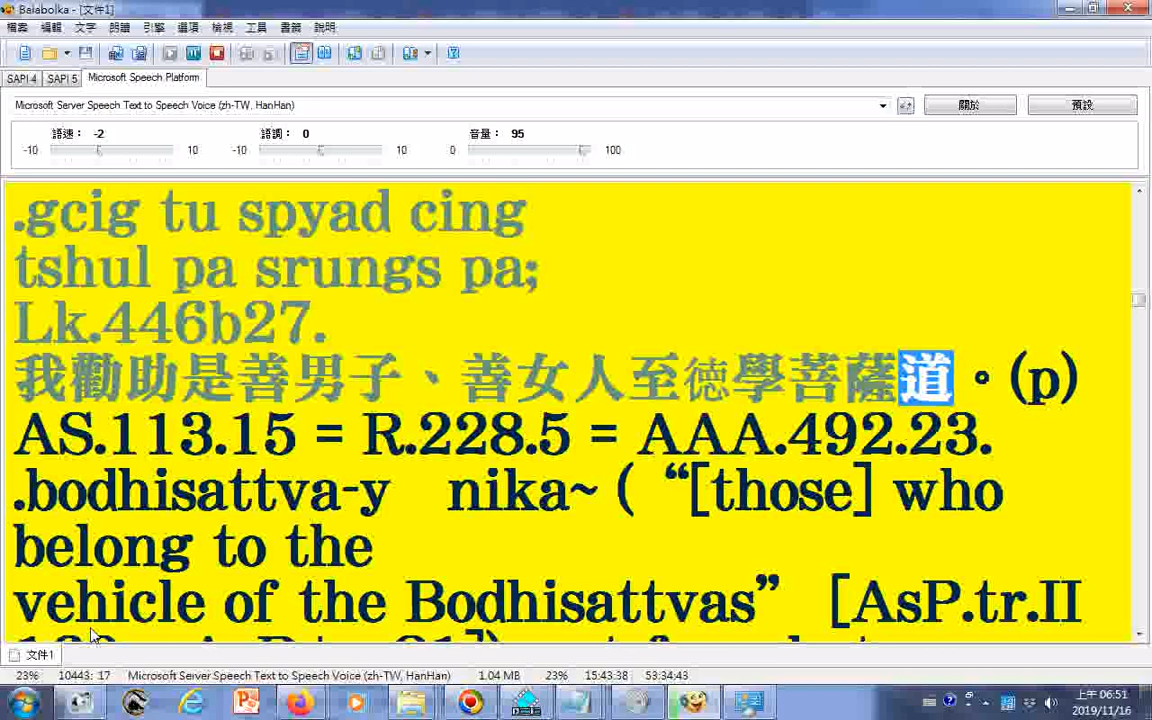 Balabolka - [文件1]
檔案 編輯 文字 朗讀 引擎 選項 檢視 工具 書籤 說明
SAPI 4 SAPI 5 Microsoft Speech Platform
Microsoft Server Speech Text to Speech Voice (zh-TW, HanHan) 關於 預設
語速： -2 語調： 0 音量： 95
-10 10 -10 10 0 100
.gcig tu spyad cing
tshul pa srungs pa;
Lk.446b27.
我勸助是善男子、善女人至德學菩薩道。(p)
AS.113.15 = R.228.5 = AAA.492.23.
.bodhisattva-y nika~ (“[those] who
belong to the
vehicle of the Bodhisattvas” [AsP.tr.II
文件1
23% 10443: 17 Microsoft Server Speech Text to Speech Voice (zh-TW, HanHan) 1.04 MB 23% 15:43:38 53:34:43
上午 06:51
2019/11/16